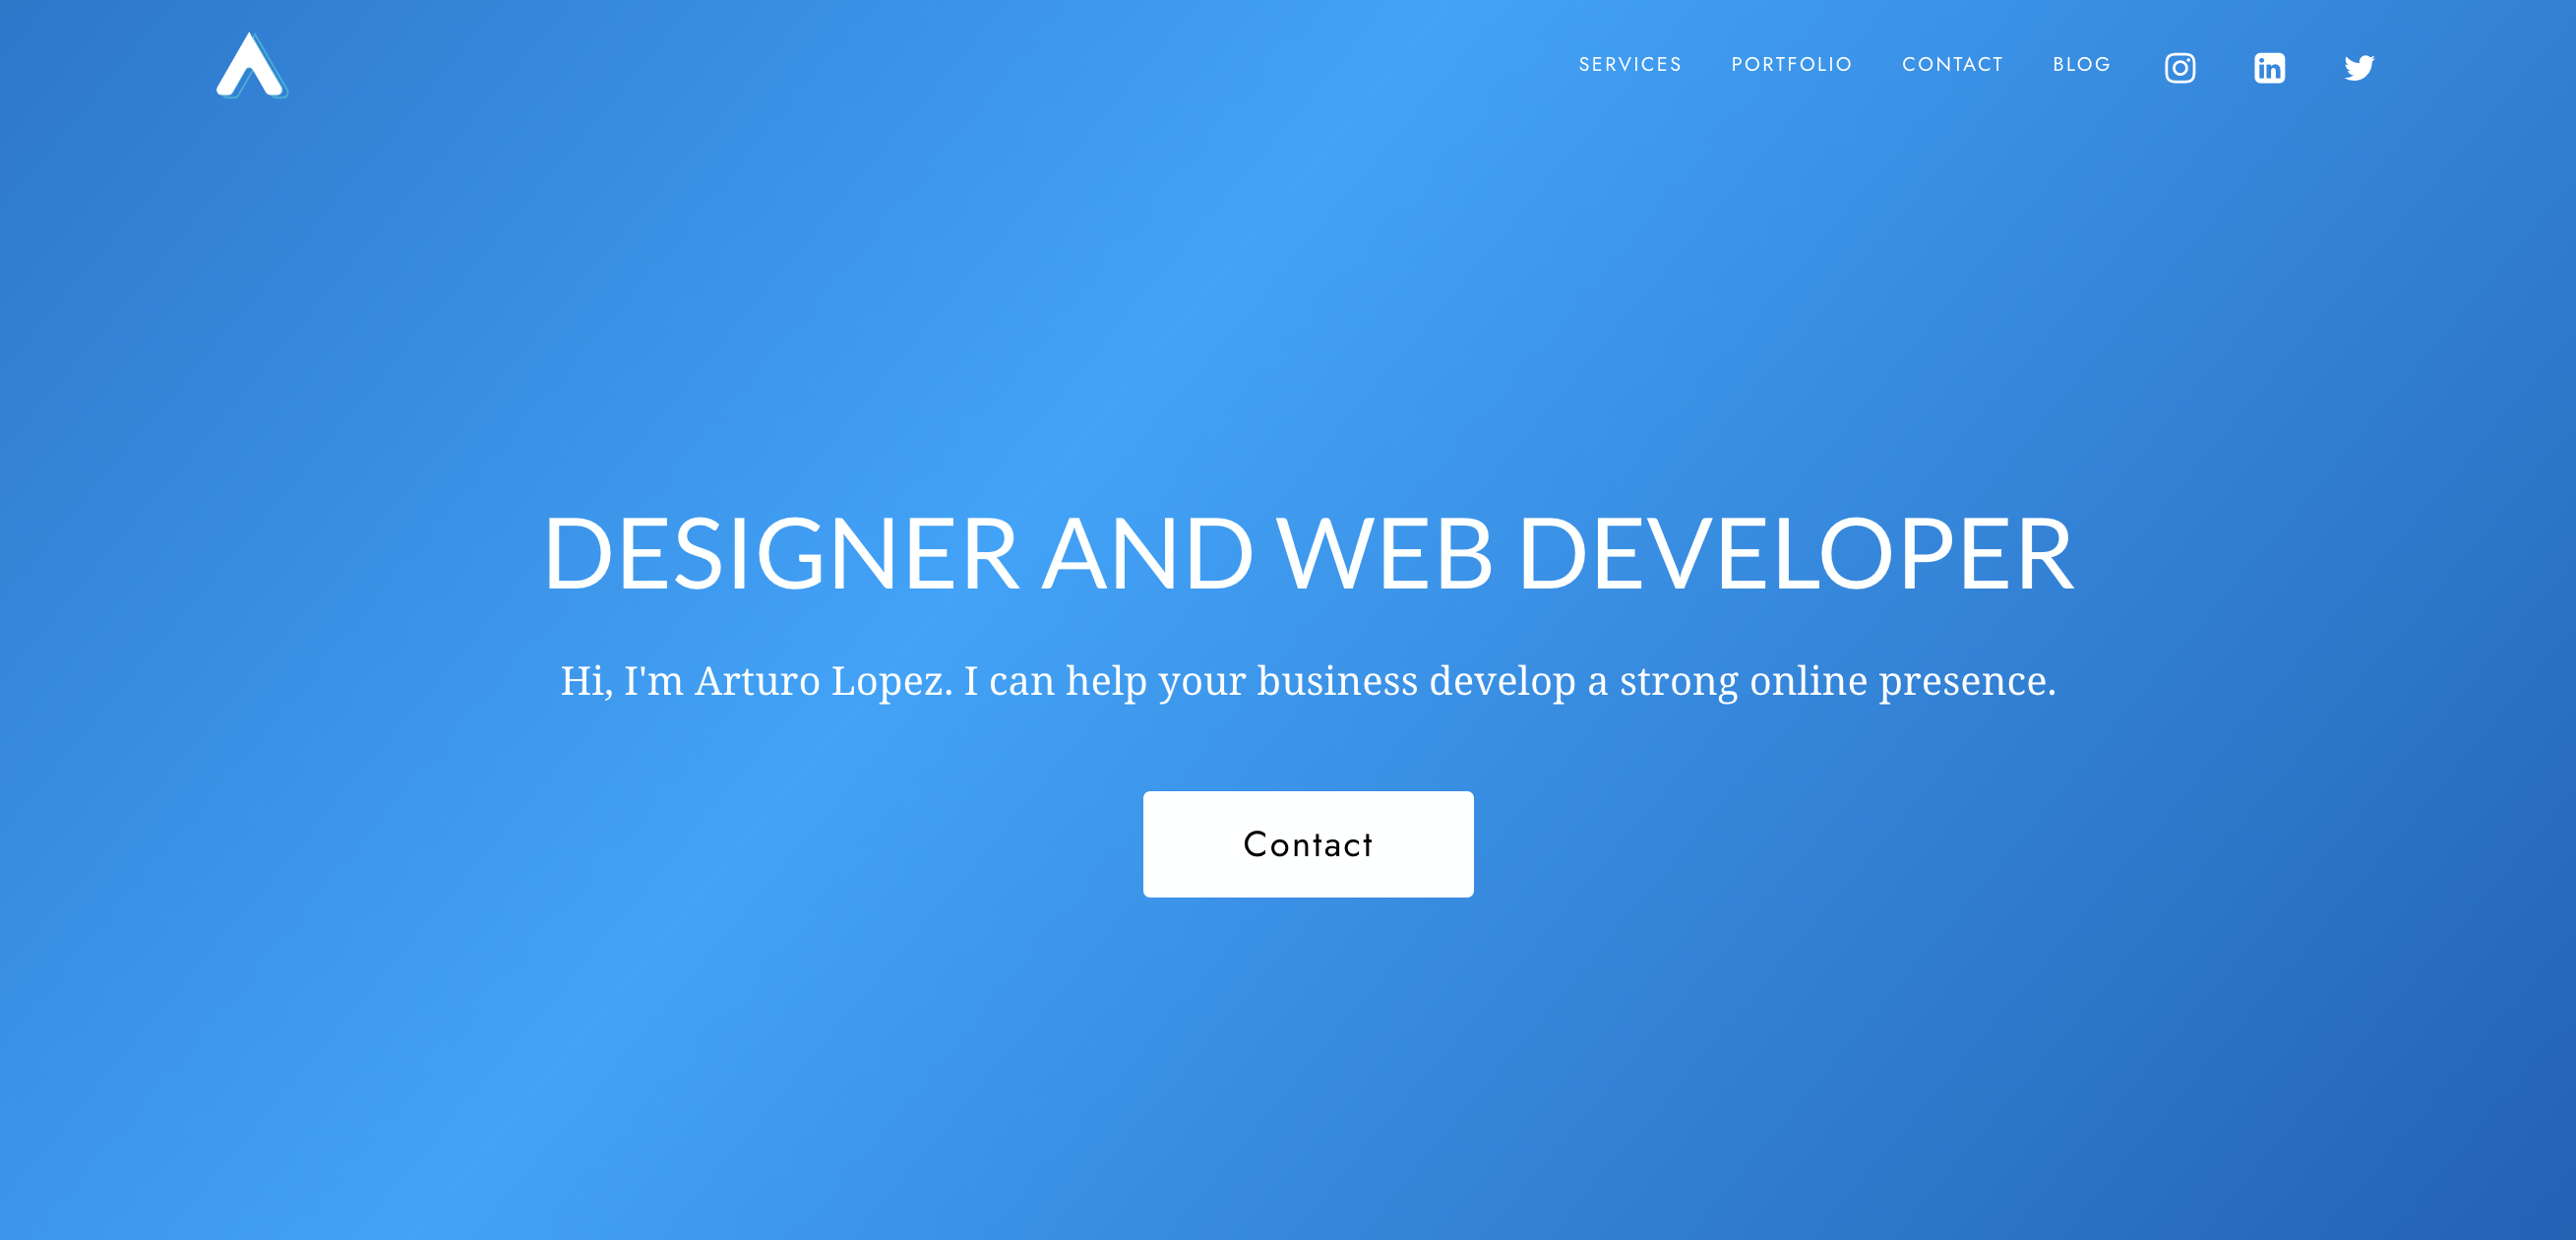 SERVICES PORTFOLIO CONTACT BLOG
DESIGNER AND WEB DEVELOPER
Hi, I'm Arturo Lopez. I can help your business develop a strong online presence.
Contact